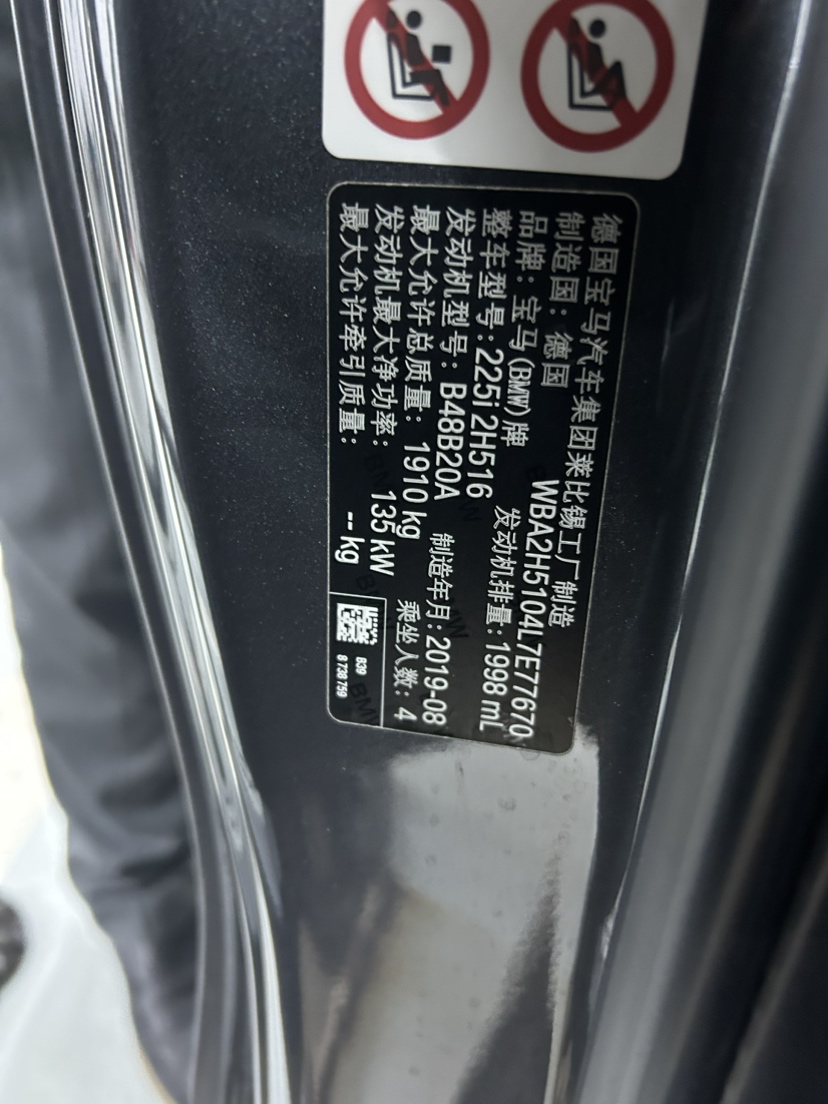 德国宝马汽车集团莱比锡工厂制造
制造国：德国 WBA2H5104L7E77670
品牌：宝马(BMW)牌
整车型号：225i 2H516 发动机排量：1998 mL
发动机型号：B48B20A
最大允许总质量：1910 kg 制造年月：2019-08
发动机最大净功率：135 kW 乘坐人数：4
最大允许牵引质量：-- kg
B39
8 738 759